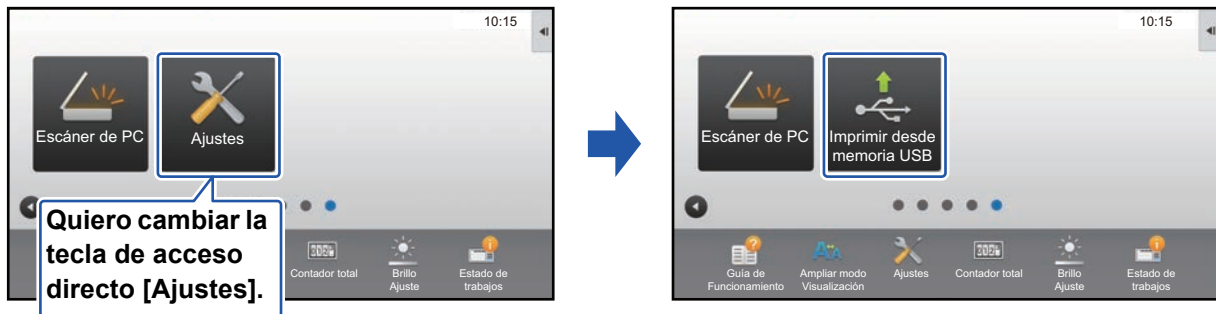 10:15
Escáner de PC
Ajustes
Quiero cambiar la
tecla de acceso
directo [Ajustes].
Contador total
Brillo
Ajuste
Estado de
trabajos
10:15
Escáner de PC
Imprimir desde
memoria USB
Guía de
Funcionamiento
Ampliar modo
Visualización
Ajustes
Contador total
Brillo
Ajuste
Estado de
trabajos